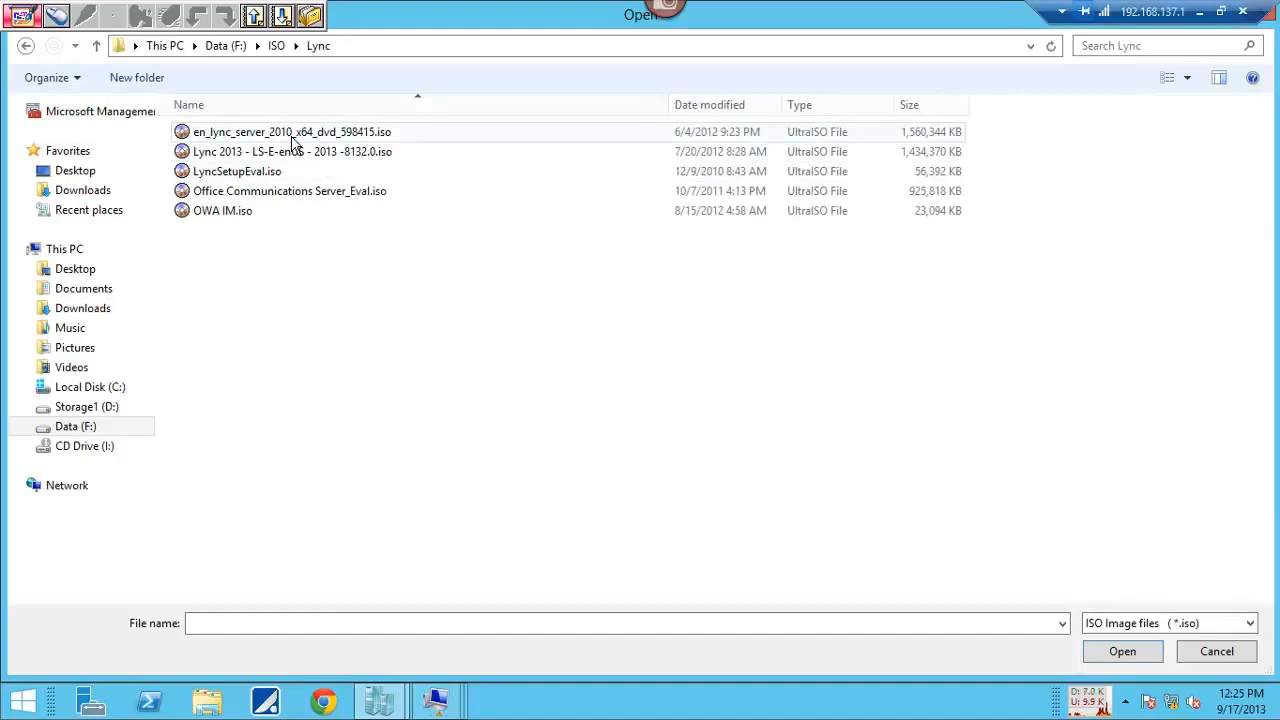 Open
192.168.137.1
This PC Data (F:) ISO Lync
Search Lync
Organize New folder
Name Date modified Type Size
Microsoft Managemer
Favorites
Desktop
Downloads
Recent places
This PC
Desktop
Documents
Downloads
Music
Pictures
Videos
Local Disk (C:)
Storage1 (D:)
Data (F:)
CD Drive (I:)
Network
en_lync_server_2010_x64_dvd_598415.iso 6/4/2012 9:23 PM UltraISO File 1,560,344 KB
Lync 2013 - LS-E-enUS - 2013 -8132.0.iso 7/20/2012 8:28 AM UltraISO File 1,434,370 KB
LyncSetupEval.iso 12/9/2010 8:43 AM UltraISO File 56,392 KB
Office Communications Server_Eval.iso 10/7/2011 4:13 PM UltraISO File 925,818 KB
OWA IM.iso 8/15/2012 4:58 AM UltraISO File 23,094 KB
File name: ISO Image files ( *.iso)
Open Cancel
D: 7.0 K
U: 9.9 K
12:25 PM
9/17/2013